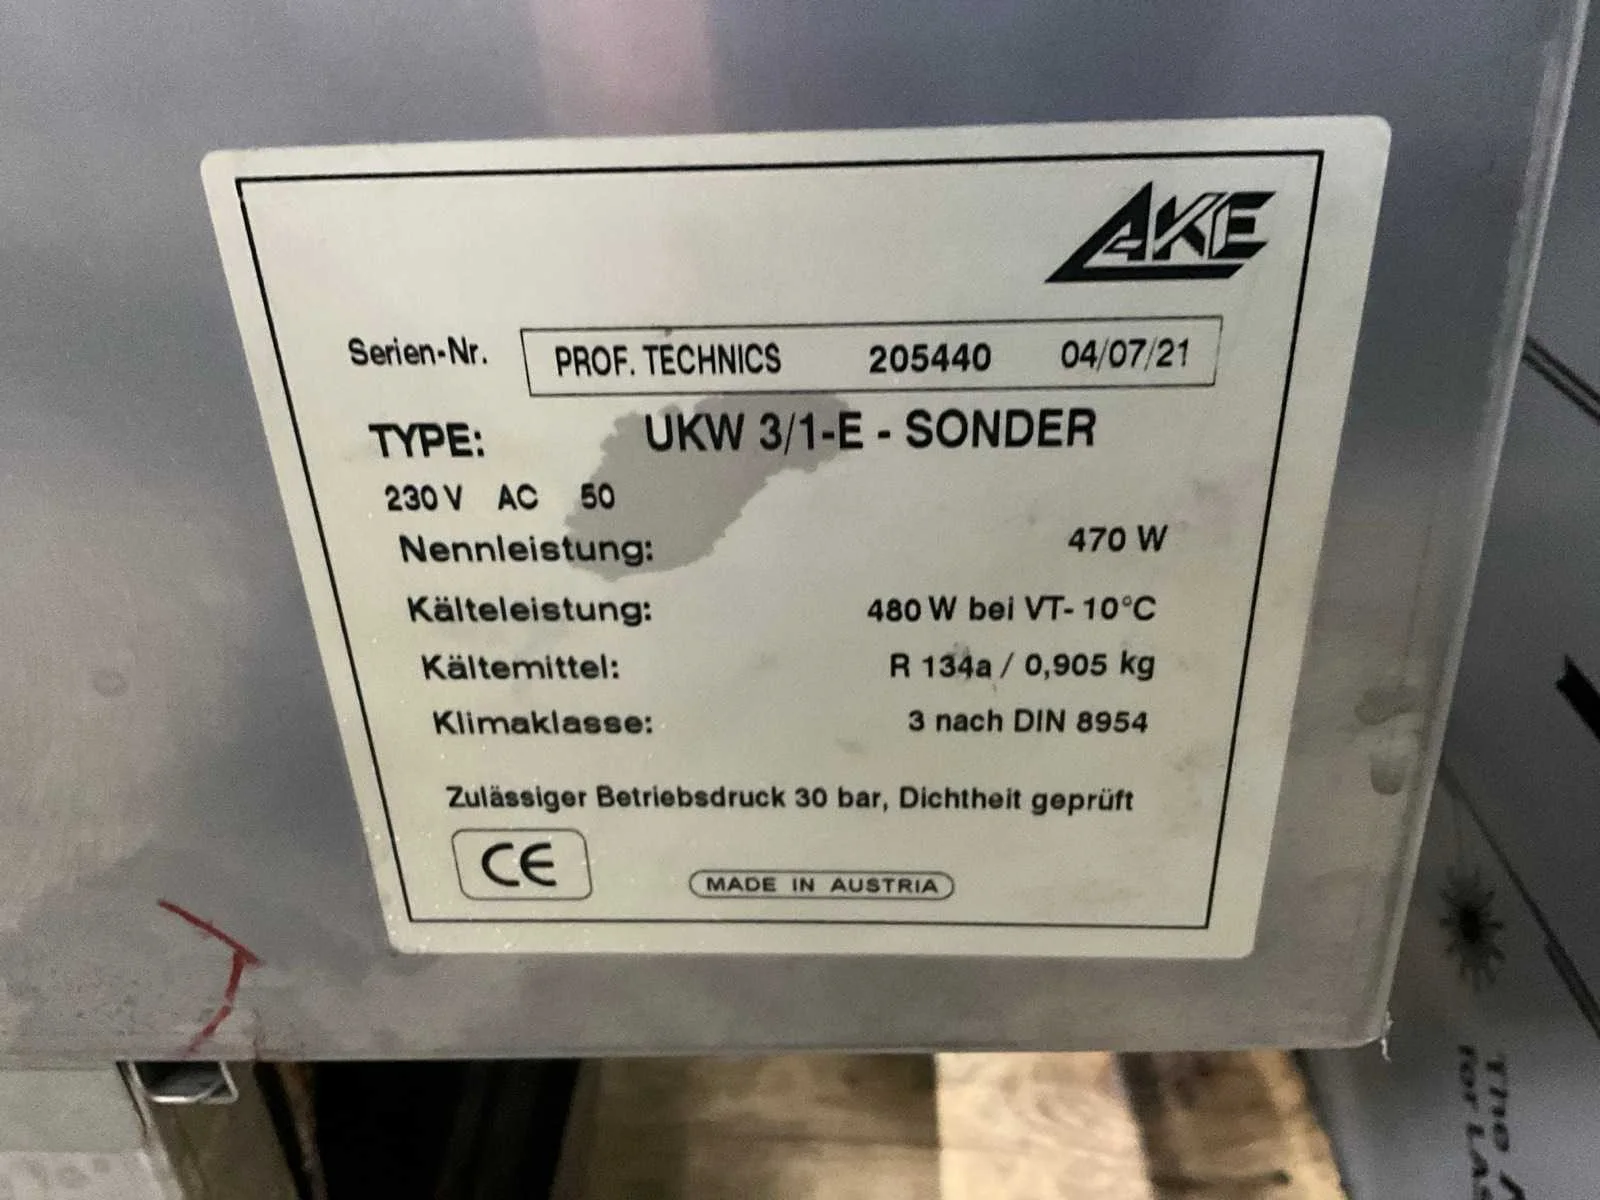 AKE
Serien-Nr. PROF. TECHNICS 205440 04/07/21
TYPE: UKW 3/1-E - SONDER
230 V AC 50
Nennleistung: 470 W
Kälteleistung: 480 W bei VT- 10°C
Kältemittel: R 134a / 0,905 kg
Klimaklasse: 3 nach DIN 8954
Zulässiger Betriebsdruck 30 bar, Dichtheit geprüft
CE
MADE IN AUSTRIA
The
for